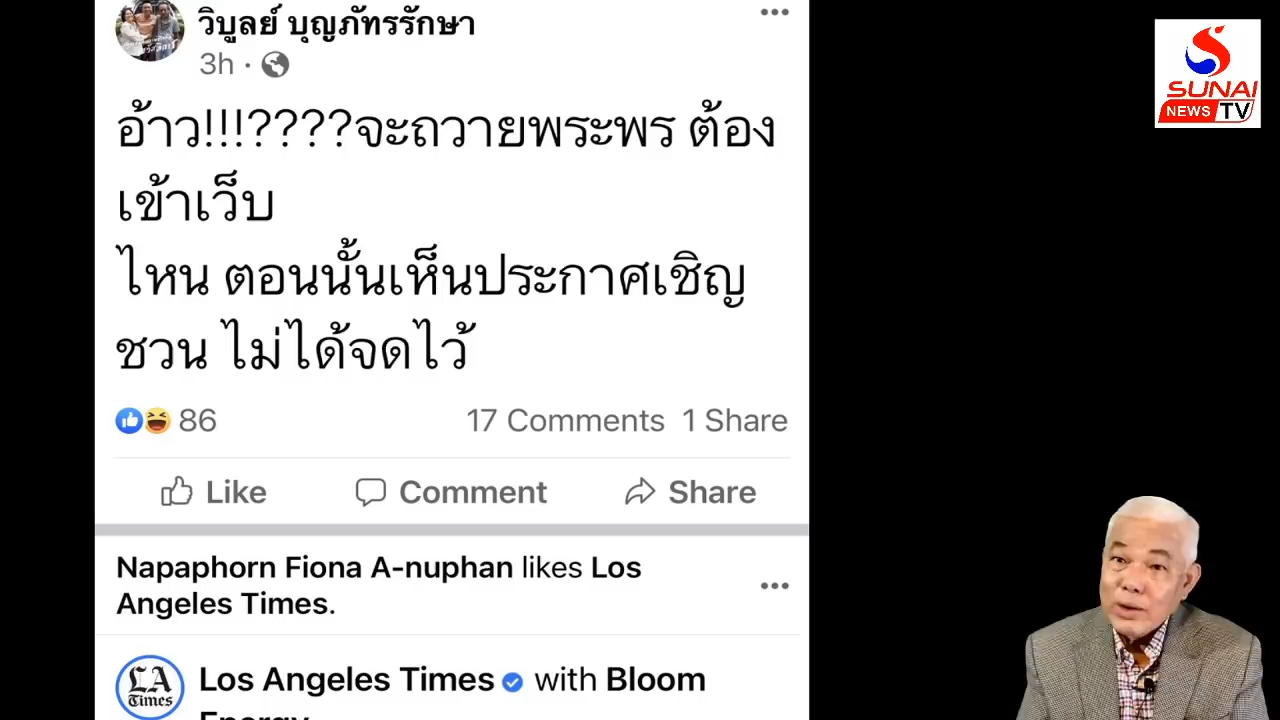 วิบูลย์ บุญภัทรรักษา
3h ·
อ้าว!!!????จะถวายพระพร ต้อง
เข้าเว็บ
ไหน ตอนนั้นเห็นประกาศเชิญ
ชวน ไม่ได้จดไว้
86
17 Comments 1 Share
Like Comment Share
Napaphorn Fiona A-nuphan likes Los
Angeles Times.
LA
Times
Los Angeles Times with Bloom
Energy
SUNAI
NEWS TV